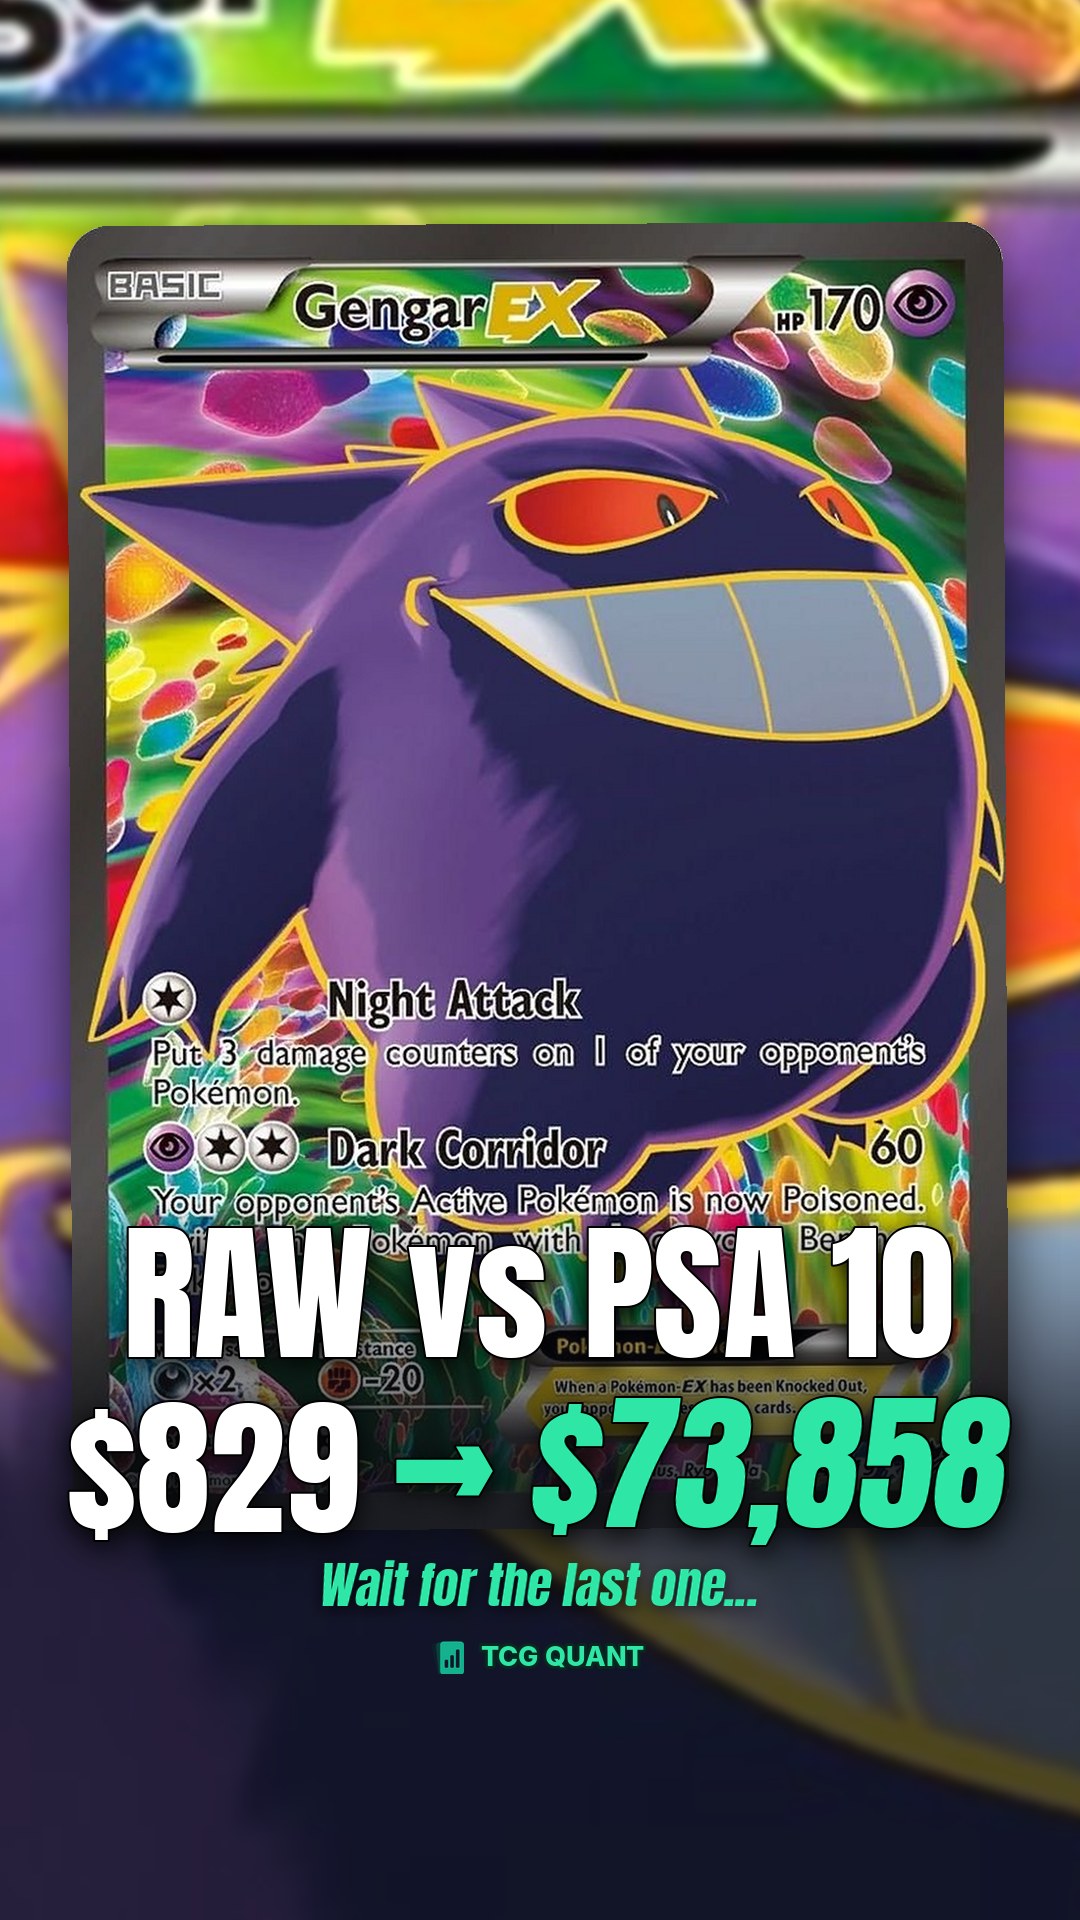 BASIC
Gengar EX
HP 170
Night Attack
Put 3 damage counters on 1 of your opponent's
Pokémon.
Dark Corridor 60
Your opponent's Active Pokémon is now Poisoned.
with
RAW vs PSA 10
×2
-20
When a Pokémon-EX has been Knocked Out,
cards.
$829 → $73,858
Wait for the last one...
TCG QUANT